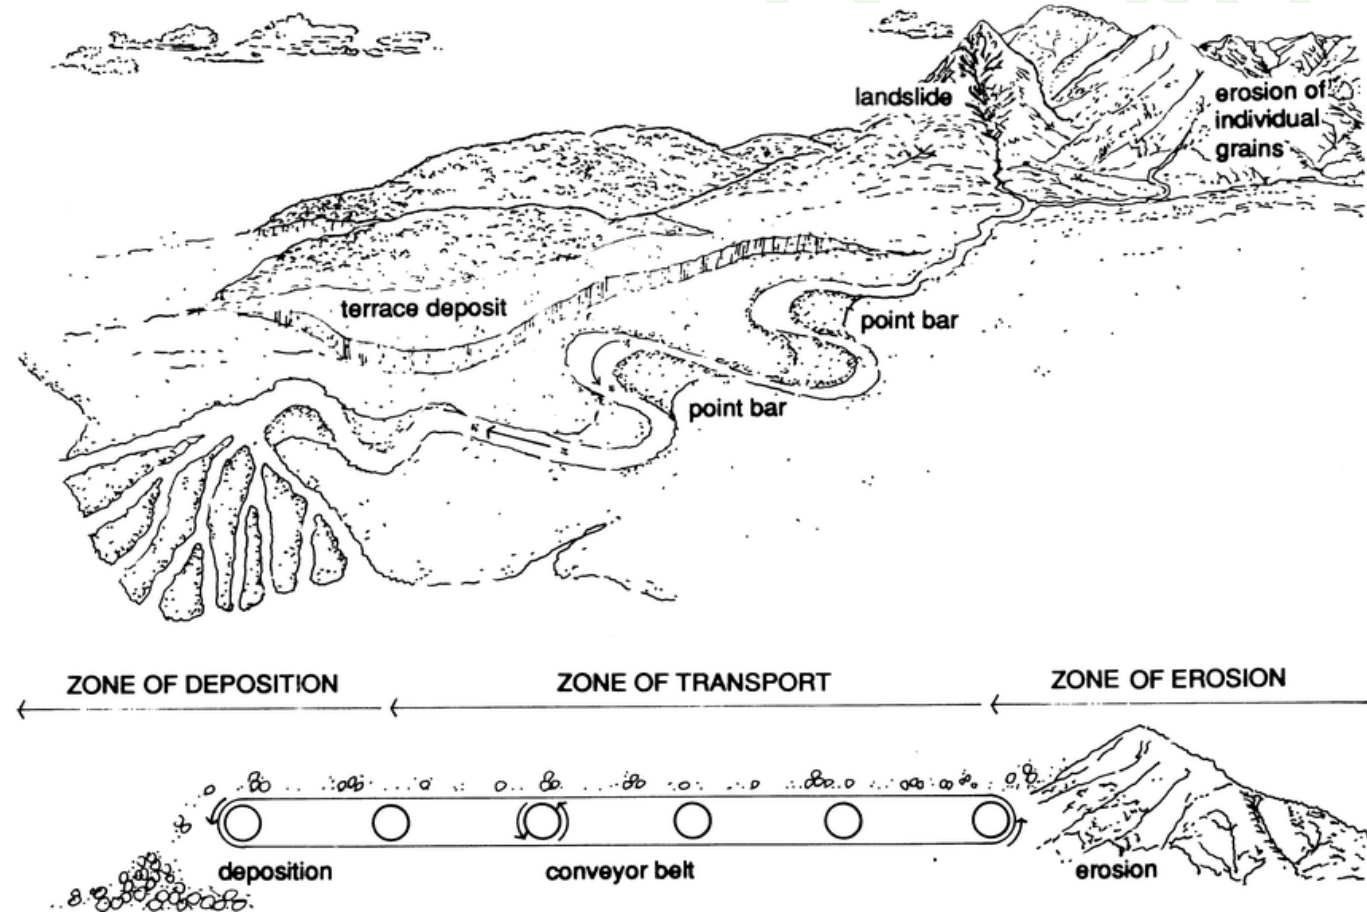 landslide
erosion of
individual
grains
terrace deposit
point bar
point bar
ZONE OF DEPOSITION
ZONE OF TRANSPORT
ZONE OF EROSION
deposition
conveyor belt
erosion